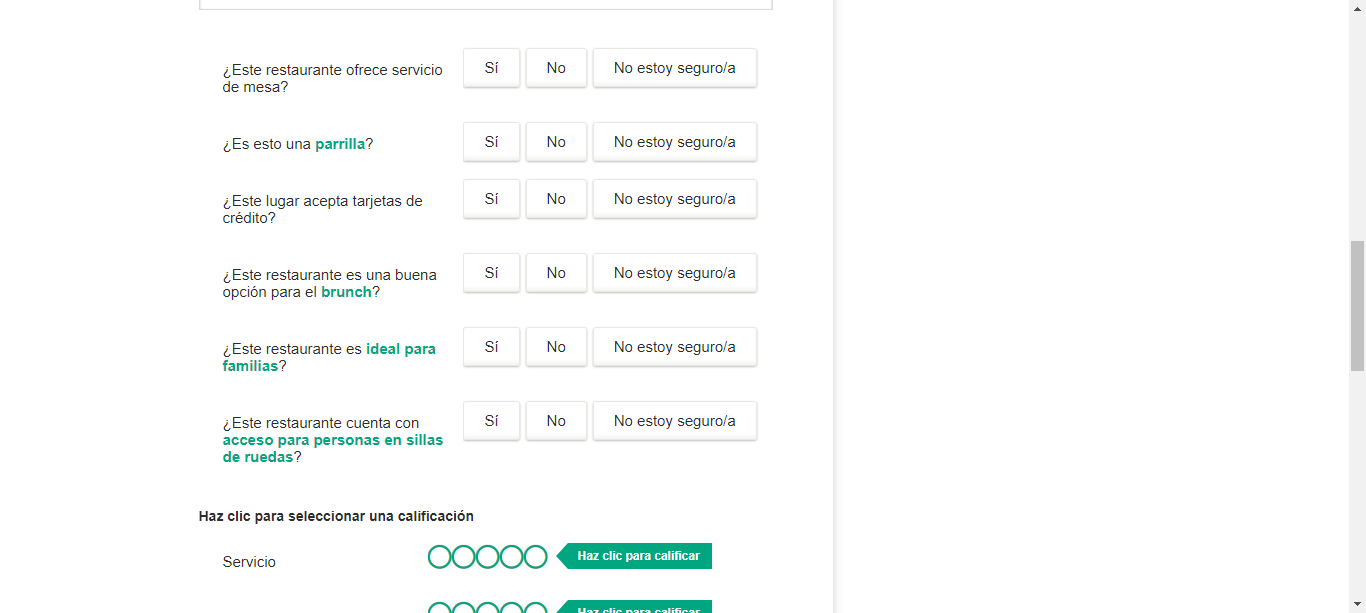 ¿Este restaurante ofrece servicio
de mesa?
Sí No No estoy seguro/a
¿Es esto una parrilla?
Sí No No estoy seguro/a
¿Este lugar acepta tarjetas de
crédito?
Sí No No estoy seguro/a
¿Este restaurante es una buena
opción para el brunch?
Sí No No estoy seguro/a
¿Este restaurante es ideal para
familias?
Sí No No estoy seguro/a
¿Este restaurante cuenta con
acceso para personas en sillas
de ruedas?
Sí No No estoy seguro/a
Haz clic para seleccionar una calificación
Servicio Haz clic para calificar
Haz clic para calificar